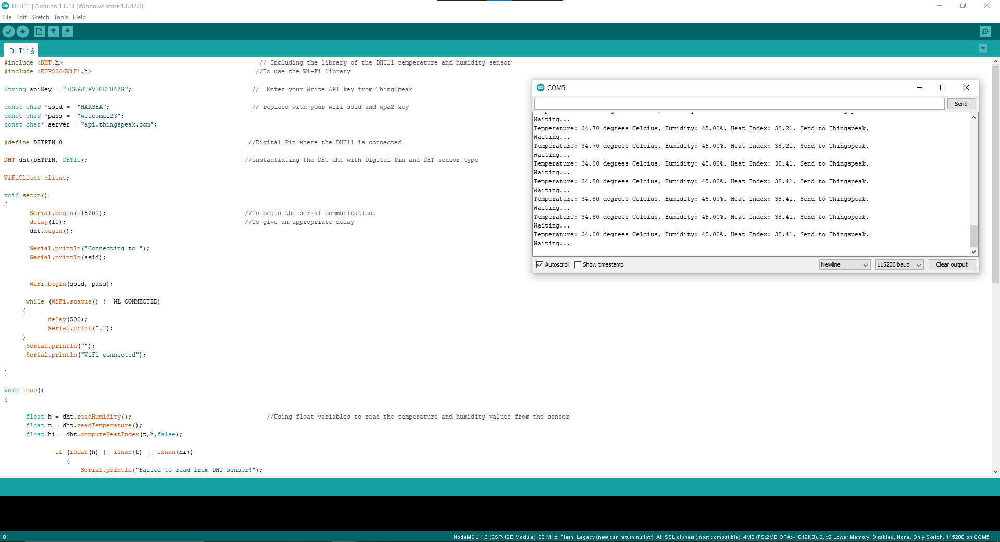 DHT11 | Arduino 1.8.13 (Windows Store 1.8.42.0)
File Edit Sketch Tools Help
DHT11 §
#include <DHT.h> // Including the library of the DHT11 temperature and humidity sensor
#include <ESP8266WiFi.h> //To use the Wi-Fi library
String apiKey = "7D6RJTKVI0DTH4ZG"; // Enter your Write API key from ThingSpeak
const char *ssid = "HARSHA"; // replace with your wifi ssid and wpa2 key
const char *pass = "welcome123";
const char* server = "api.thingspeak.com";
#define DHTPIN 0 //Digital Pin where the DHT11 is connected
DHT dht(DHTPIN, DHT11); //Instantiating the DHT dht with Digital Pin and DHT sensor type
WiFiClient client;
void setup()
{
Serial.begin(115200); //To begin the serial communication.
delay(10); //To give an appropriate delay
dht.begin();
Serial.println("Connecting to ");
Serial.println(ssid);
WiFi.begin(ssid, pass);
while (WiFi.status() != WL_CONNECTED)
{
delay(500);
Serial.print(".");
}
Serial.println("");
Serial.println("WiFi connected");
}
void loop()
{
float h = dht.readHumidity(); //Using float variables to read the temperature and humidity values from the sensor
float t = dht.readTemperature();
float hi = dht.computeHeatIndex(t,h,false);
if (isnan(h) || isnan(t) || isnan(hi))
{
Serial.println("Failed to read from DHT sensor!");
COM5
Send
Waiting...
Temperature: 34.70 degrees Celcius, Humidity: 45.00%. Heat Index: 38.21. Send to Thingspeak.
Waiting...
Temperature: 34.70 degrees Celcius, Humidity: 45.00%. Heat Index: 38.21. Send to Thingspeak.
Waiting...
Temperature: 34.80 degrees Celcius, Humidity: 45.00%. Heat Index: 38.41. Send to Thingspeak.
Waiting...
Temperature: 34.80 degrees Celcius, Humidity: 45.00%. Heat Index: 38.41. Send to Thingspeak.
Waiting...
Temperature: 34.80 degrees Celcius, Humidity: 45.00%. Heat Index: 38.41. Send to Thingspeak.
Waiting...
Temperature: 34.80 degrees Celcius, Humidity: 45.00%. Heat Index: 38.41. Send to Thingspeak.
Waiting...
Temperature: 34.80 degrees Celcius, Humidity: 45.00%. Heat Index: 38.41. Send to Thingspeak.
Waiting...
Autoscroll Show timestamp Newline 115200 baud Clear output
81 NodeMCU 1.0 (ESP-12E Module), 80 MHz, Flash, Legacy (new can return nullptr), All SSL ciphers (most compatible), 4MB (FS:2MB OTA:~1019KB), 2, v2 Lower Memory, Disabled, None, Only Sketch, 115200 on COM5